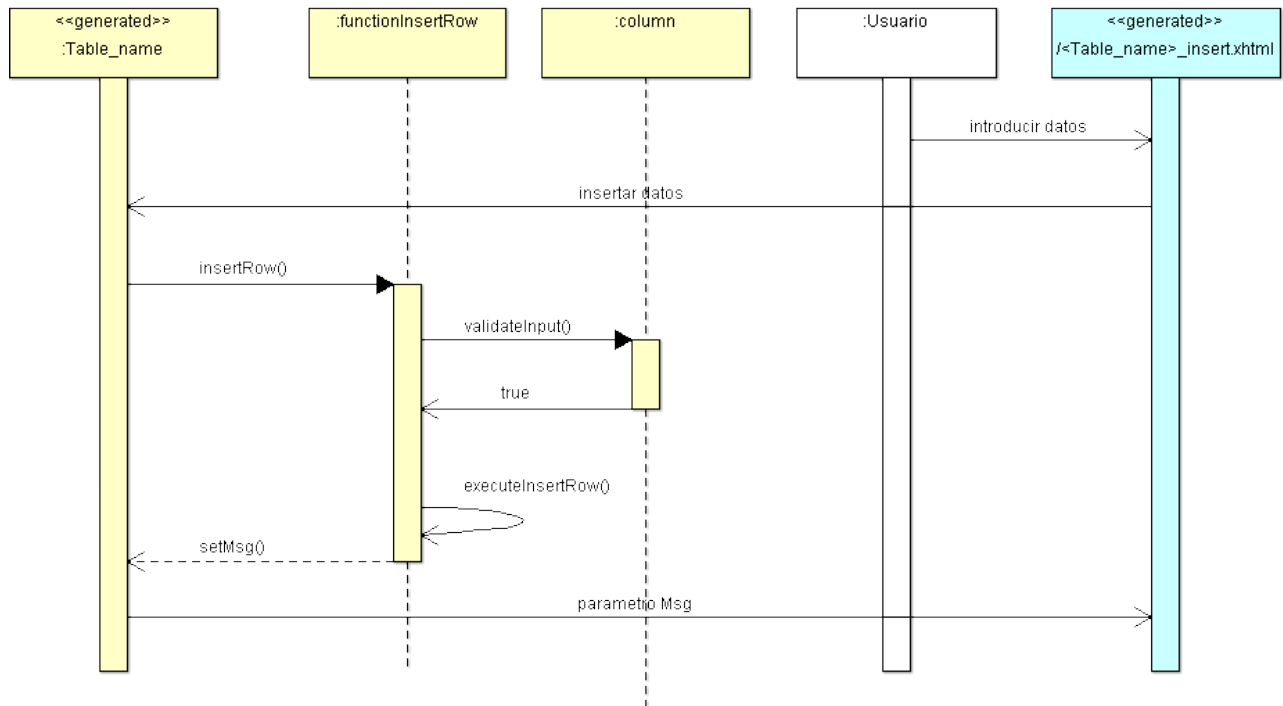 <<generated>>
:Table_name
:functionInsertRow
:column
:Usuario
<<generated>>
/<Table_name>_insert.xhtml
introducir datos
insertar datos
insertRow()
validateInput()
true
executeInsertRow()
setMsg()
parametro Msg